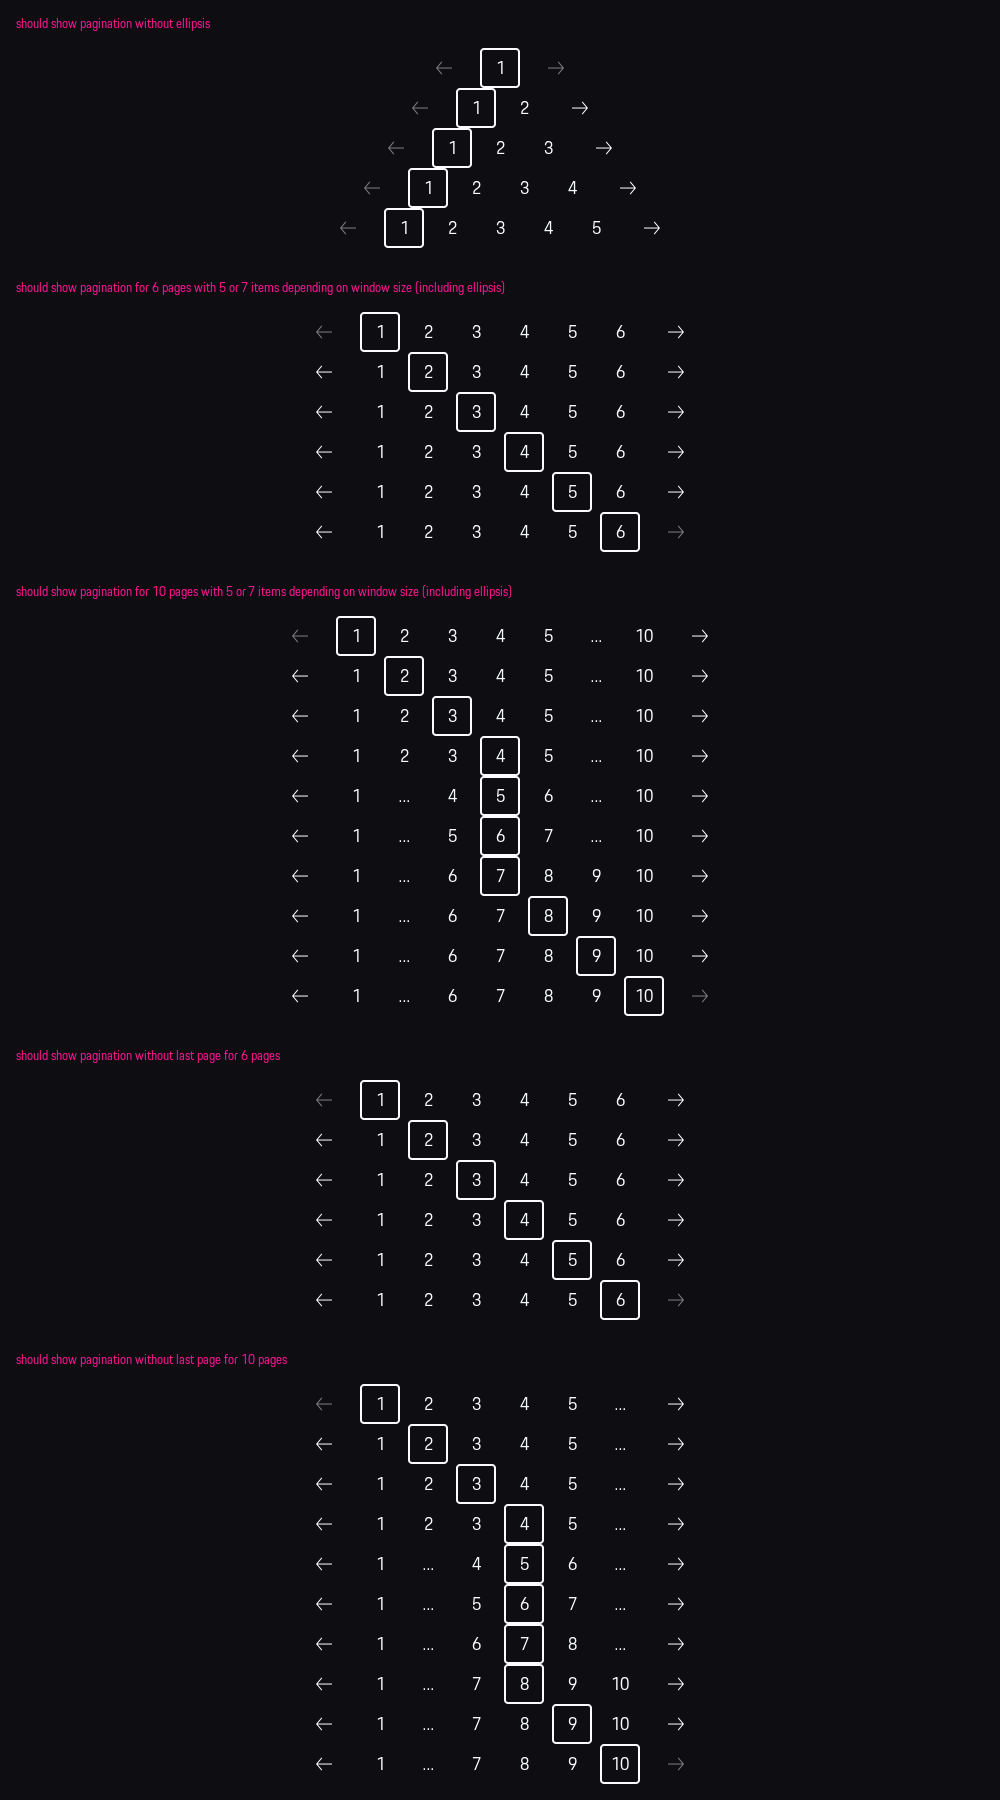 should show pagination without ellipsis
← 1 →
← 1 2 →
← 1 2 3 →
← 1 2 3 4 →
← 1 2 3 4 5 →
should show pagination for 6 pages with 5 or 7 items depending on window size (including ellipsis)
← 1 2 3 4 5 6 →
← 1 2 3 4 5 6 →
← 1 2 3 4 5 6 →
← 1 2 3 4 5 6 →
← 1 2 3 4 5 6 →
← 1 2 3 4 5 6 →
should show pagination for 10 pages with 5 or 7 items depending on window size (including ellipsis)
← 1 2 3 4 5 ... 10 →
← 1 2 3 4 5 ... 10 →
← 1 2 3 4 5 ... 10 →
← 1 2 3 4 5 ... 10 →
← 1 ... 4 5 6 ... 10 →
← 1 ... 5 6 7 ... 10 →
← 1 ... 6 7 8 9 10 →
← 1 ... 6 7 8 9 10 →
← 1 ... 6 7 8 9 10 →
← 1 ... 6 7 8 9 10 →
should show pagination without last page for 6 pages
← 1 2 3 4 5 6 →
← 1 2 3 4 5 6 →
← 1 2 3 4 5 6 →
← 1 2 3 4 5 6 →
← 1 2 3 4 5 6 →
← 1 2 3 4 5 6 →
should show pagination without last page for 10 pages
← 1 2 3 4 5 ... →
← 1 2 3 4 5 ... →
← 1 2 3 4 5 ... →
← 1 2 3 4 5 ... →
← 1 ... 4 5 6 ... →
← 1 ... 5 6 7 ... →
← 1 ... 6 7 8 ... →
← 1 ... 7 8 9 10 →
← 1 ... 7 8 9 10 →
← 1 ... 7 8 9 10 →